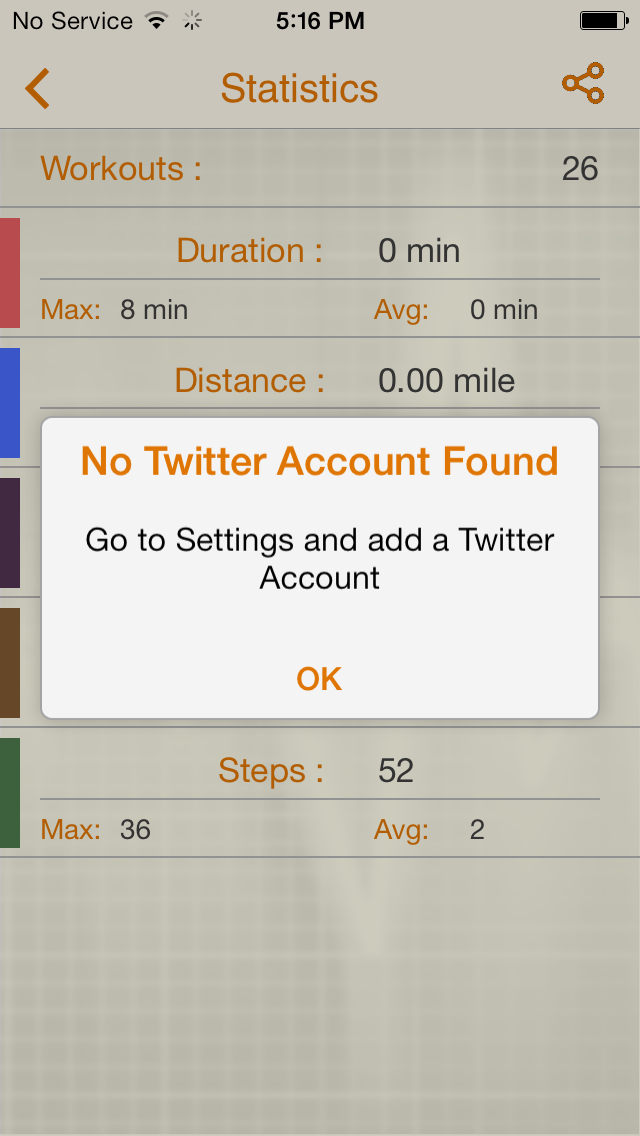 No Service 5:16 PM
Statistics
Workouts : 26
Duration : 0 min
Max: 8 min Avg: 0 min
Distance : 0.00 mile
No Twitter Account Found
Go to Settings and add a Twitter
Account
OK
Steps : 52
Max: 36 Avg: 2